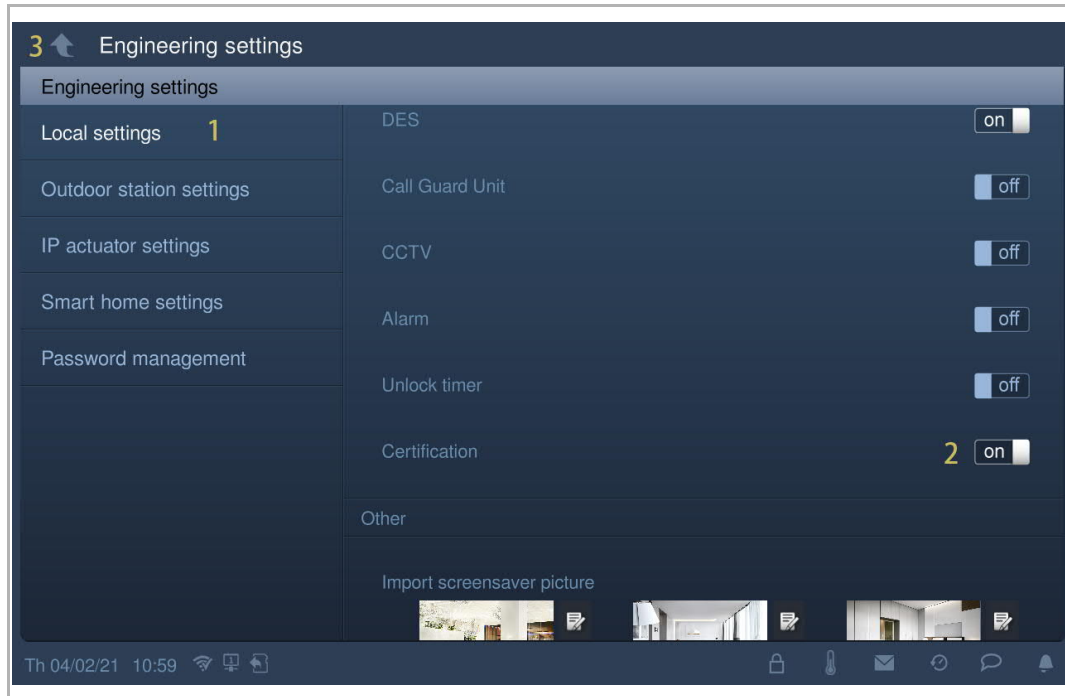 3 Engineering settings
Engineering settings
Local settings 1
DES on
Outdoor station settings
Call Guard Unit off
IP actuator settings
CCTV off
Smart home settings
Alarm off
Password management
Unlock timer off
Certification 2 on
Other
Import screensaver picture
Th 04/02/21 10:59